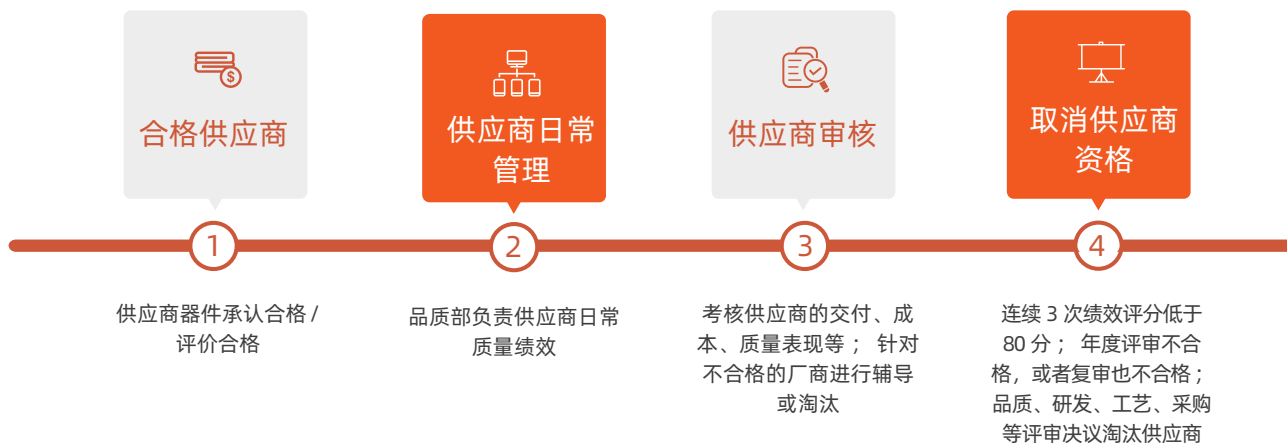 合格供应商
供应商日常
管理
供应商审核
取消供应商
资格
1
2
3
4
供应商器件承认合格 /
评价合格
品质部负责供应商日常
质量绩效
考核供应商的交付、成
本、质量表现等 ； 针对
不合格的厂商进行辅导
或淘汰
连续 3 次绩效评分低于
80 分 ； 年度评审不合
格，或者复审也不合格 ；
品质、研发、工艺、采购
等评审决议淘汰供应商